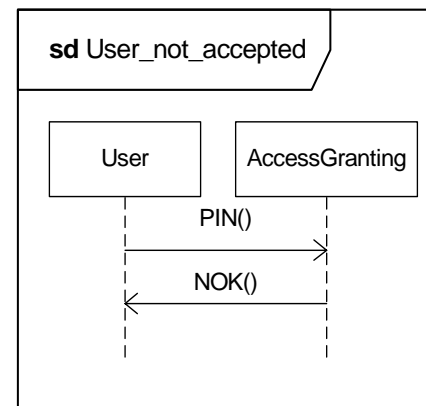 sd User_not_accepted
User
AccessGranting
PIN()
NOK()